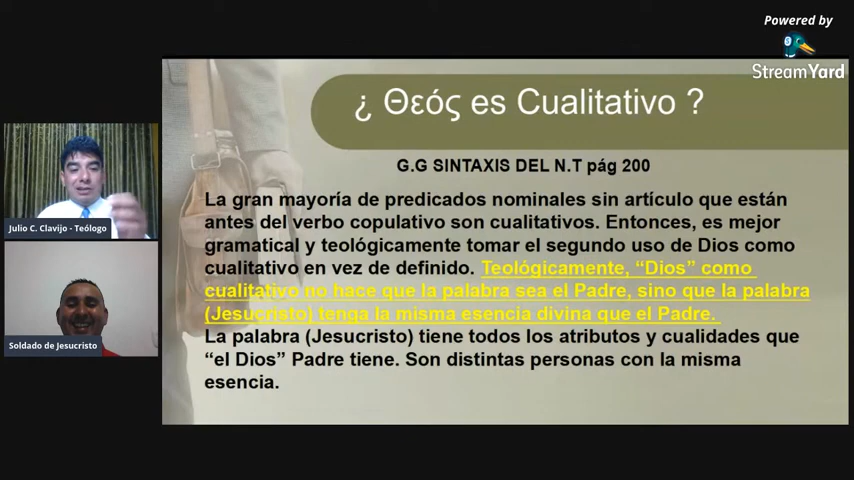 Powered by
StreamYard
¿ Θεός es Cualitativo ?
G.G SINTAXIS DEL N.T pág 200
La gran mayoría de predicados nominales sin artículo que están
antes del verbo copulativo son cualitativos. Entonces, es mejor
gramatical y teológicamente tomar el segundo uso de Dios como
cualitativo en vez de definido. Teológicamente, “Dios” como
cualitativo no hace que la palabra sea el Padre, sino que la palabra
(Jesucristo) tenga la misma esencia divina que el Padre.
La palabra (Jesucristo) tiene todos los atributos y cualidades que
“el Dios” Padre tiene. Son distintas personas con la misma
esencia.
Julio C. Clavijo - Teólogo
Soldado de Jesucristo